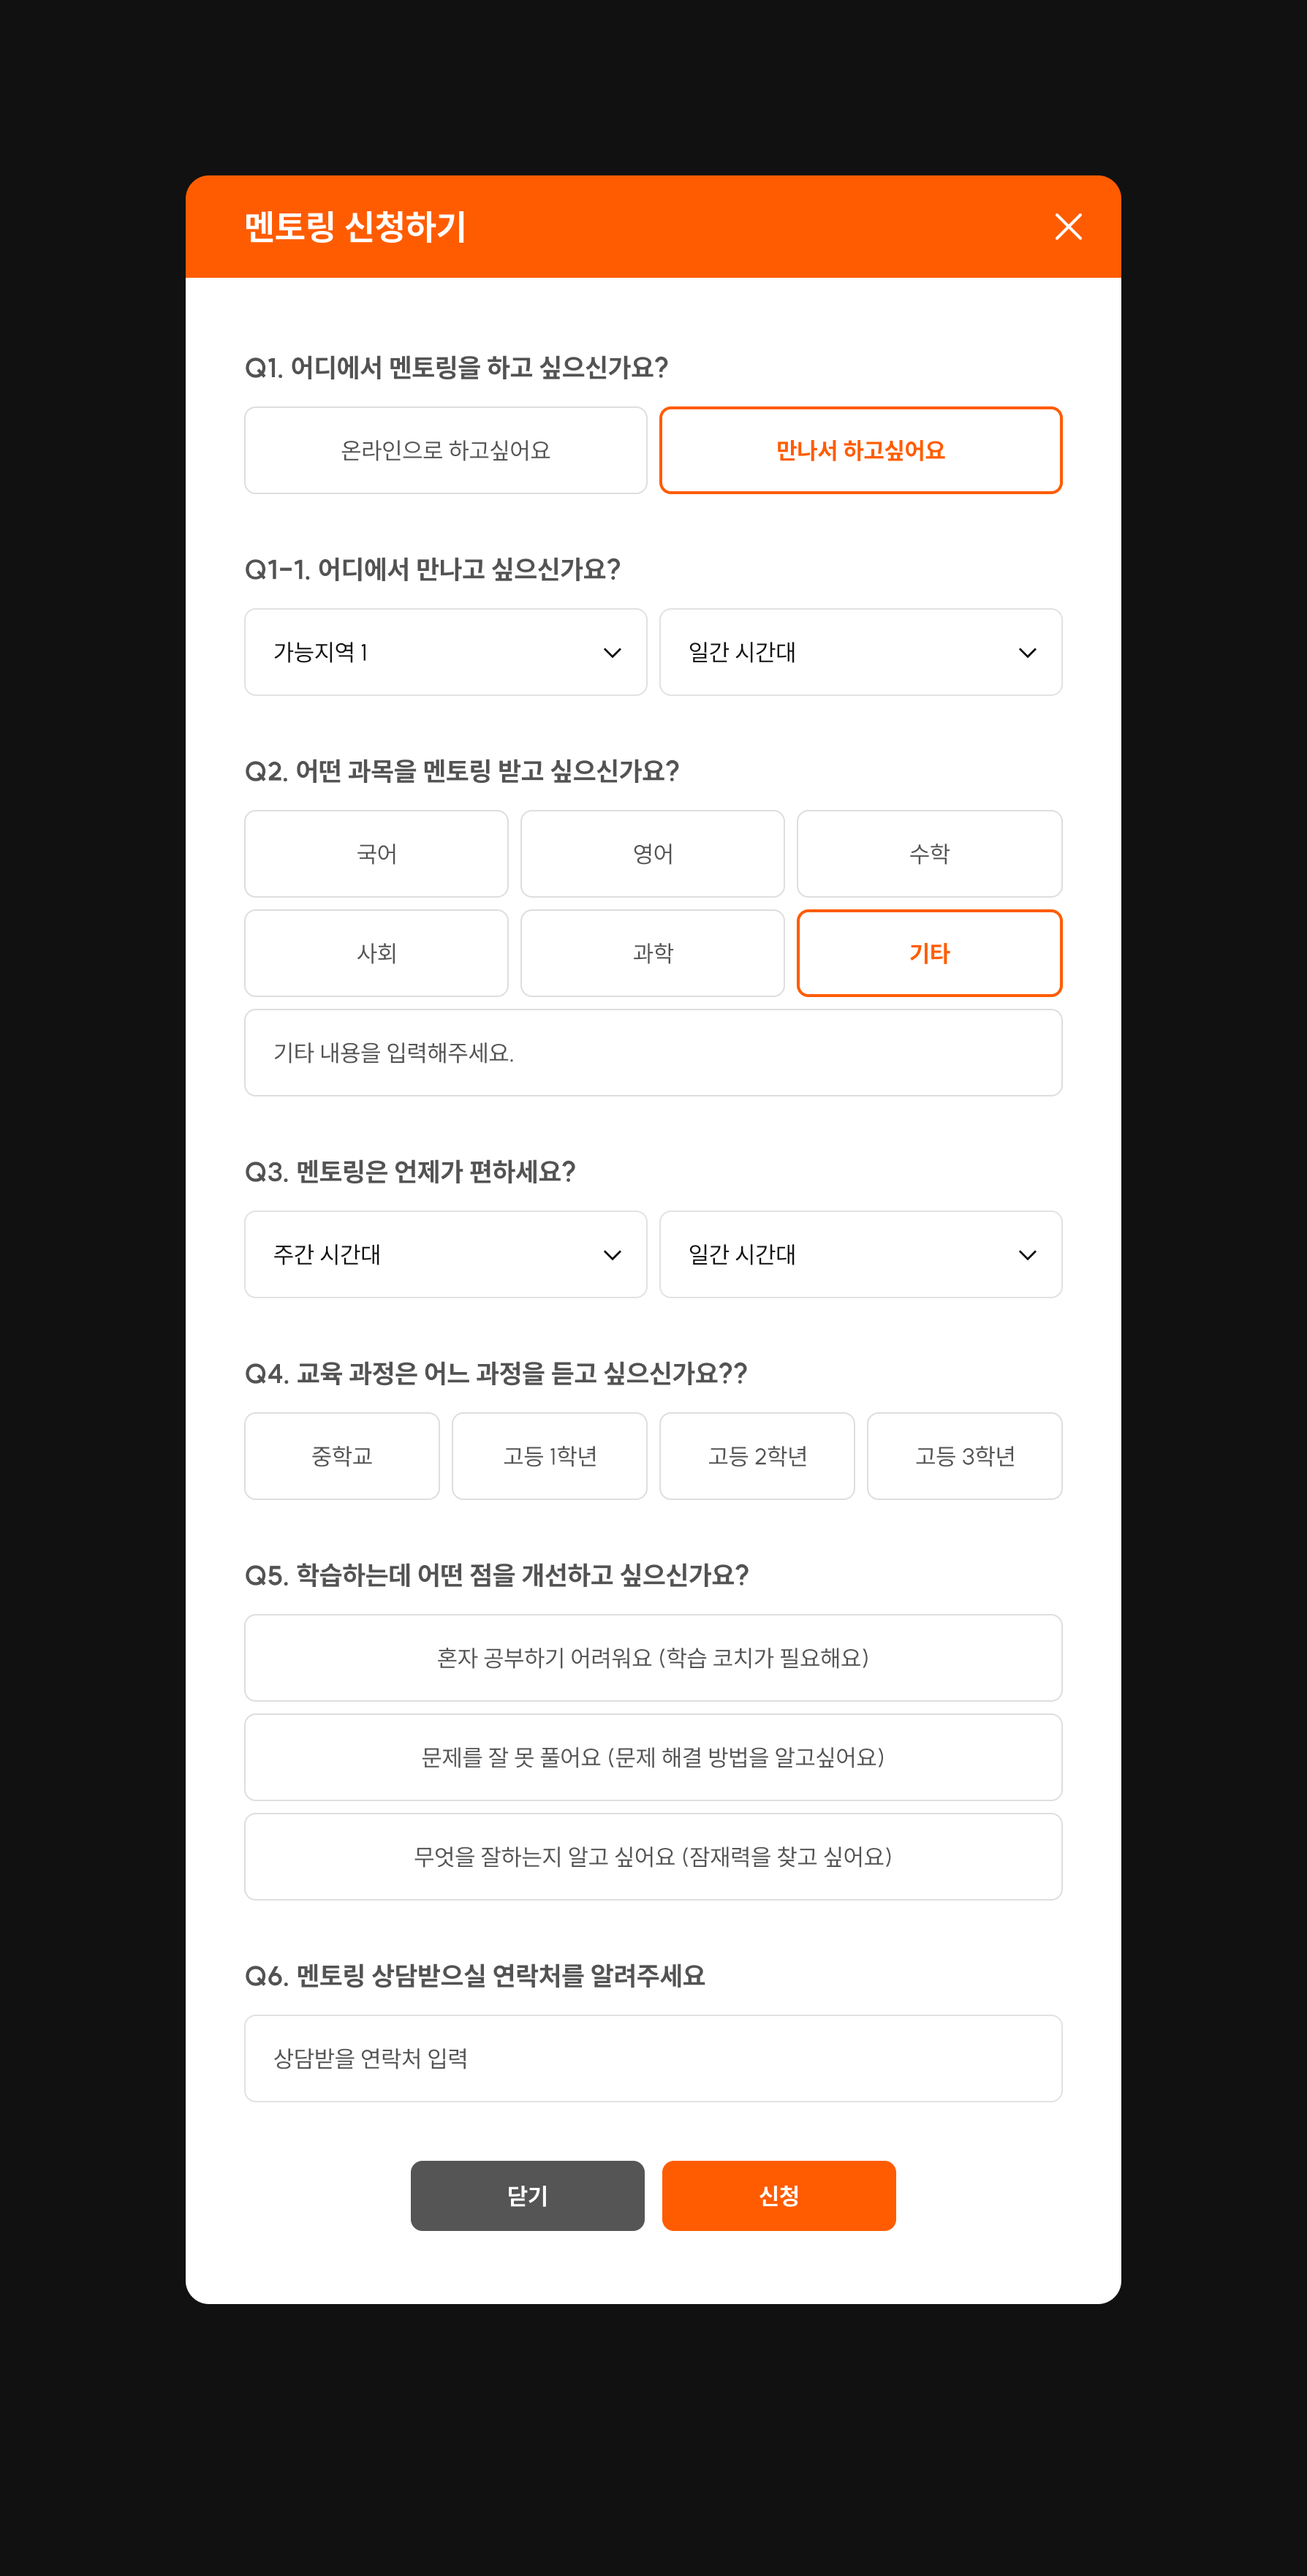 멘토링 신청하기
Q1. 어디에서 멘토링을 하고 싶으신가요?
온라인으로 하고싶어요
만나서 하고싶어요
Q1-1. 어디에서 만나고 싶으신가요?
가능지역 1
일간 시간대
Q2. 어떤 과목을 멘토링 받고 싶으신가요?
국어
영어
수학
사회
과학
기타
기타 내용을 입력해주세요.
Q3. 멘토링은 언제가 편하세요?
주간 시간대
일간 시간대
Q4. 교육 과정은 어느 과정을 듣고 싶으신가요??
중학교
고등 1학년
고등 2학년
고등 3학년
Q5. 학습하는데 어떤 점을 개선하고 싶으신가요?
혼자 공부하기 어려워요 (학습 코치가 필요해요)
문제를 잘 못 풀어요 (문제 해결 방법을 알고싶어요)
무엇을 잘하는지 알고 싶어요 (잠재력을 찾고 싶어요)
Q6. 멘토링 상담받으실 연락처를 알려주세요
상담받을 연락처 입력
닫기
신청